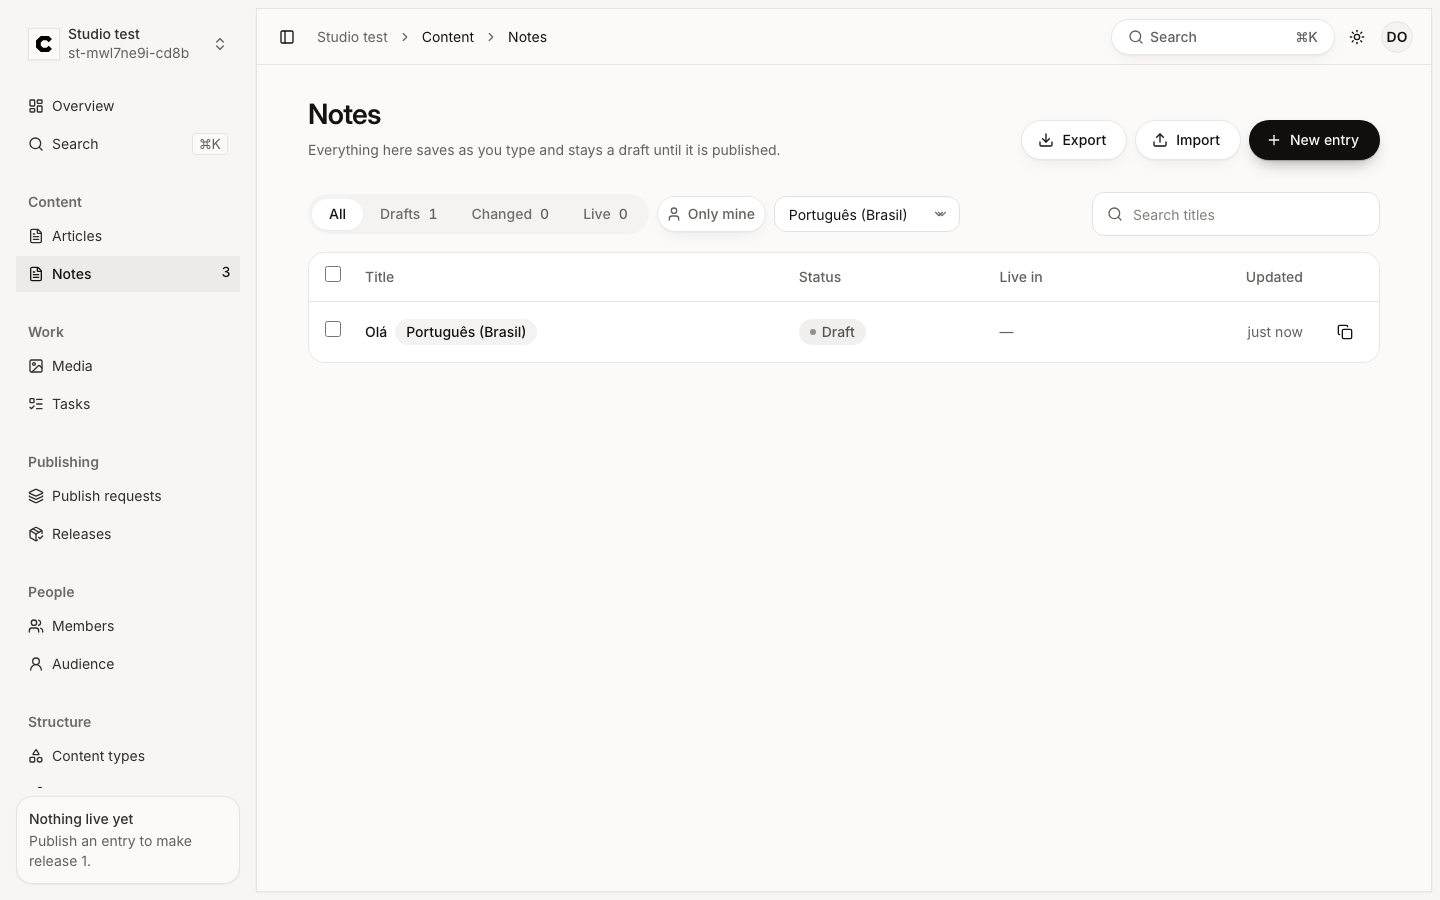 Studio test
st-mwl7ne9i-cd8b
Overview
Search ⌘K
Content
Articles
Notes 3
Work
Media
Tasks
Publishing
Publish requests
Releases
People
Members
Audience
Structure
Content types
Nothing live yet
Publish an entry to make
release 1.
Studio test > Content > Notes
Search ⌘K
DO
Notes
Everything here saves as you type and stays a draft until it is published.
Export Import New entry
All Drafts 1 Changed 0 Live 0 Only mine Português (Brasil) Search titles
Title Status Live in Updated
Olá Português (Brasil) Draft — just now